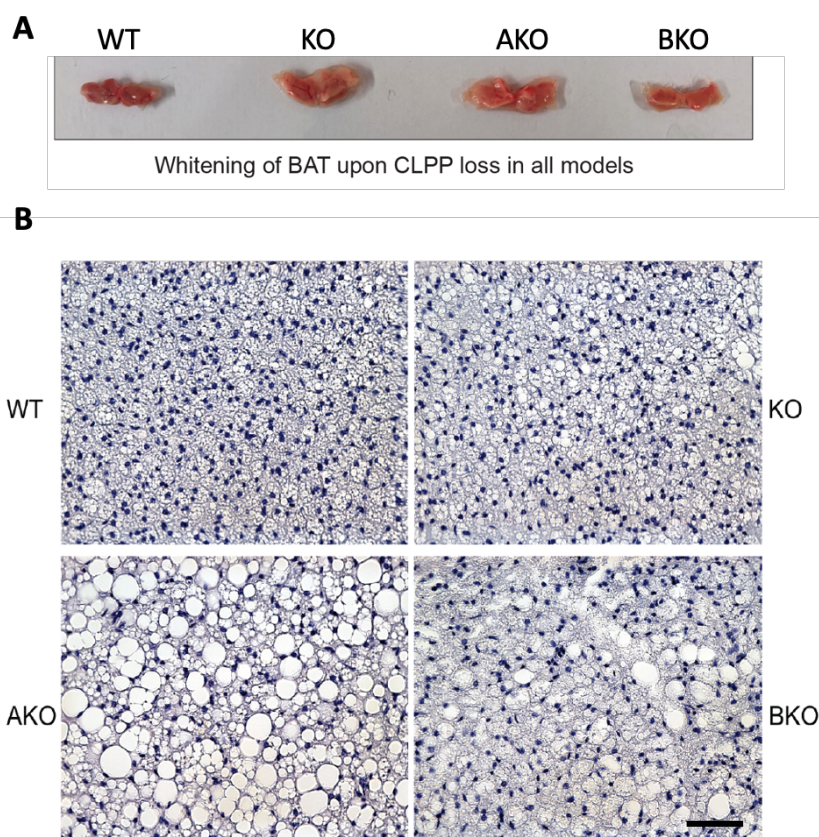 A
WT KO AKO BKO
Whitening of BAT upon CLPP loss in all models
B
WT
KO
AKO
BKO